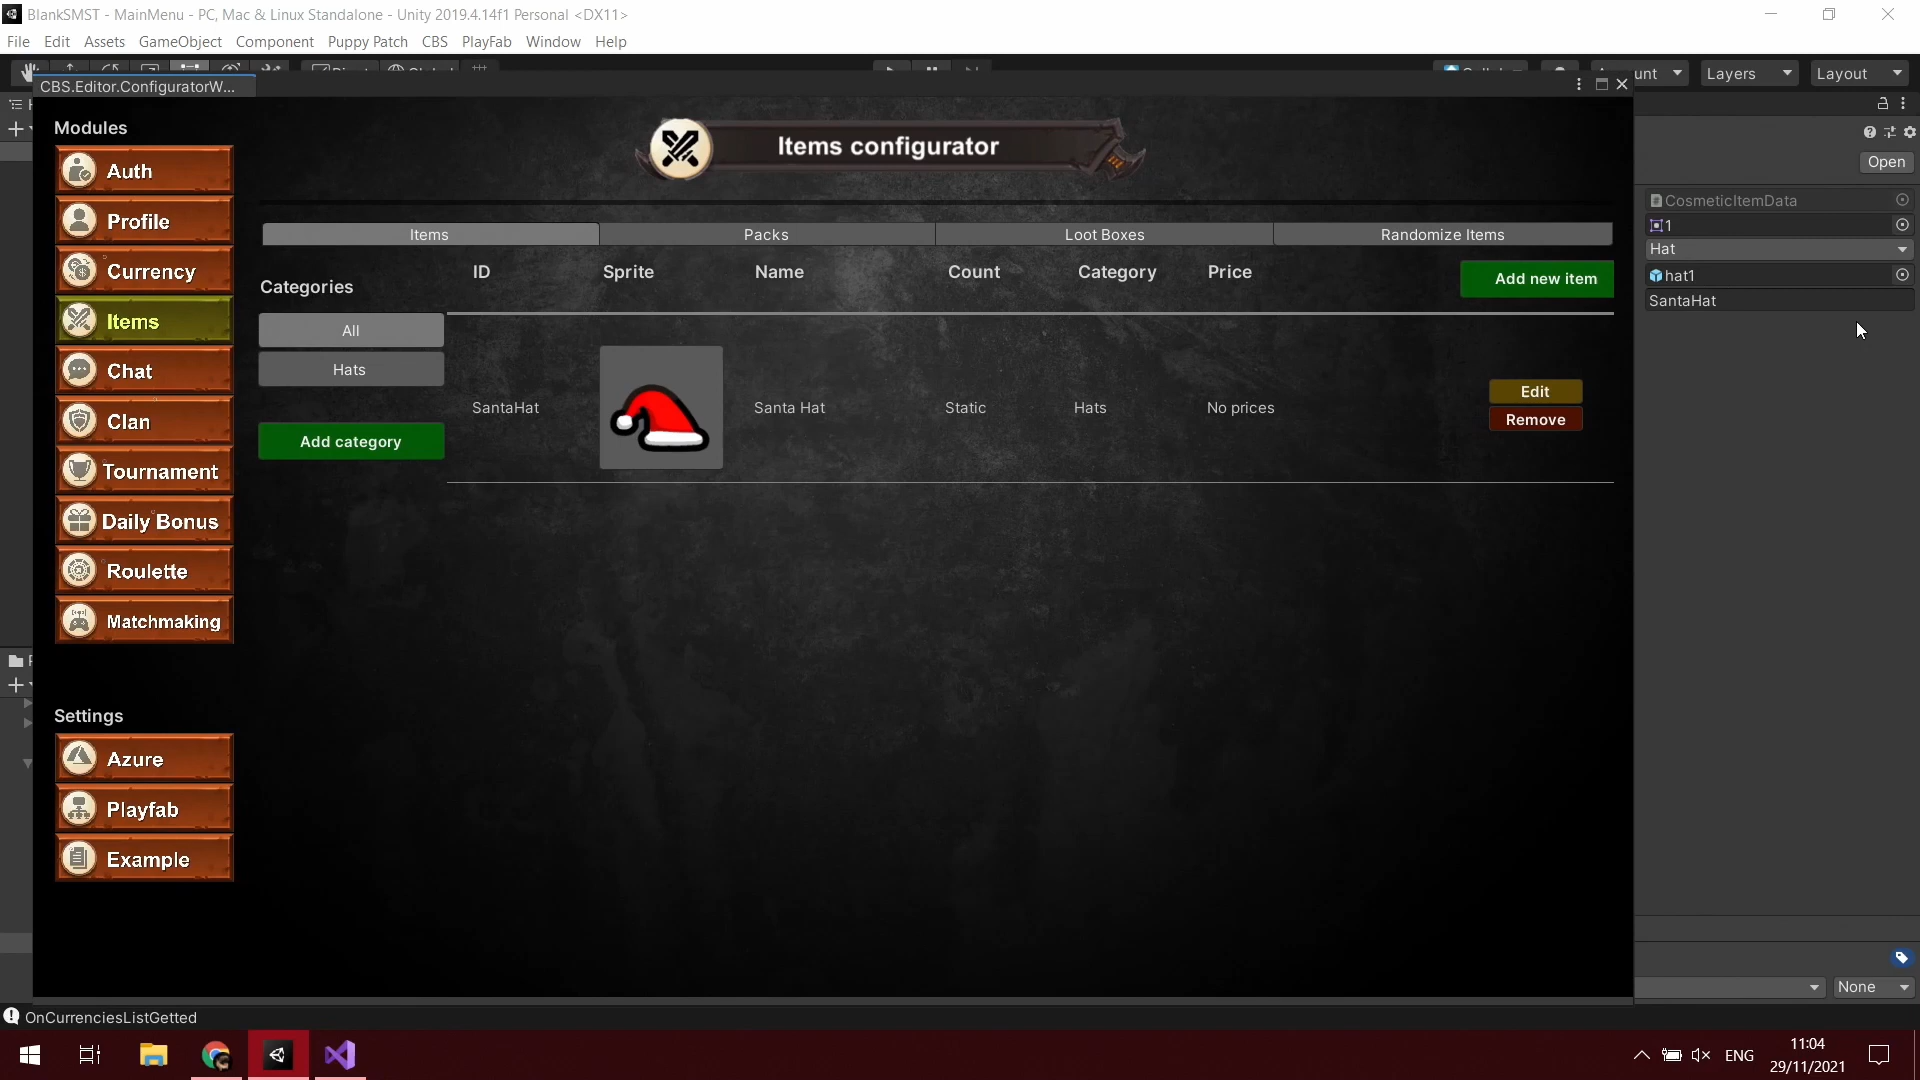 BlankSMST - MainMenu - PC, Mac & Linux Standalone - Unity 2019.4.14f1 Personal <DX11>
File Edit Assets GameObject Component Puppy Patch CBS PlayFab Window Help
Layers Layout
CBS.Editor.ConfiguratorW...
Modules
Auth
Profile
Currency
Items
Chat
Clan
Tournament
Daily Bonus
Roulette
Matchmaking
Settings
Azure
Playfab
Example
Items configurator
Items Packs Loot Boxes Randomize Items
Categories
All
Hats
Add category
ID Sprite Name Count Category Price Add new item
SantaHat Santa Hat Static Hats No prices
Edit
Remove
Open
CosmeticItemData
1
Hat
hat1
SantaHat
None
OnCurrenciesListGetted
ENG
11:04
29/11/2021